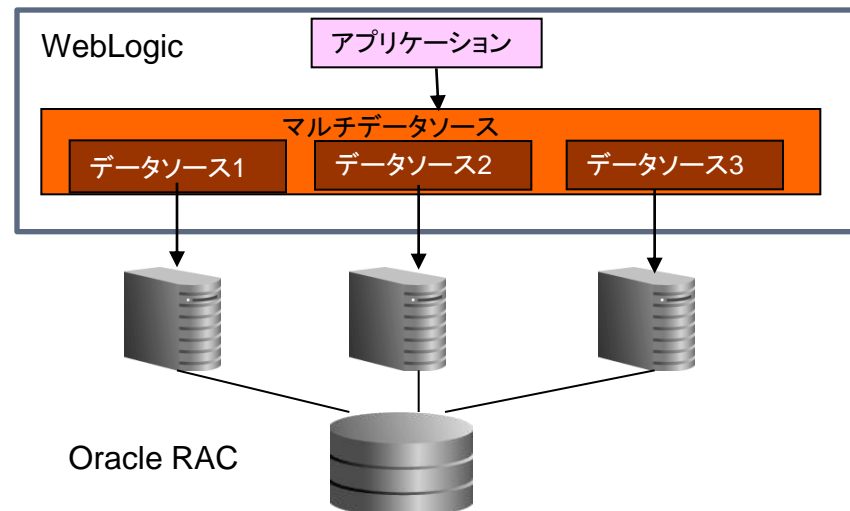 WebLogic
アプリケーション
マルチデータソース
データソース1
データソース2
データソース3
Oracle RAC